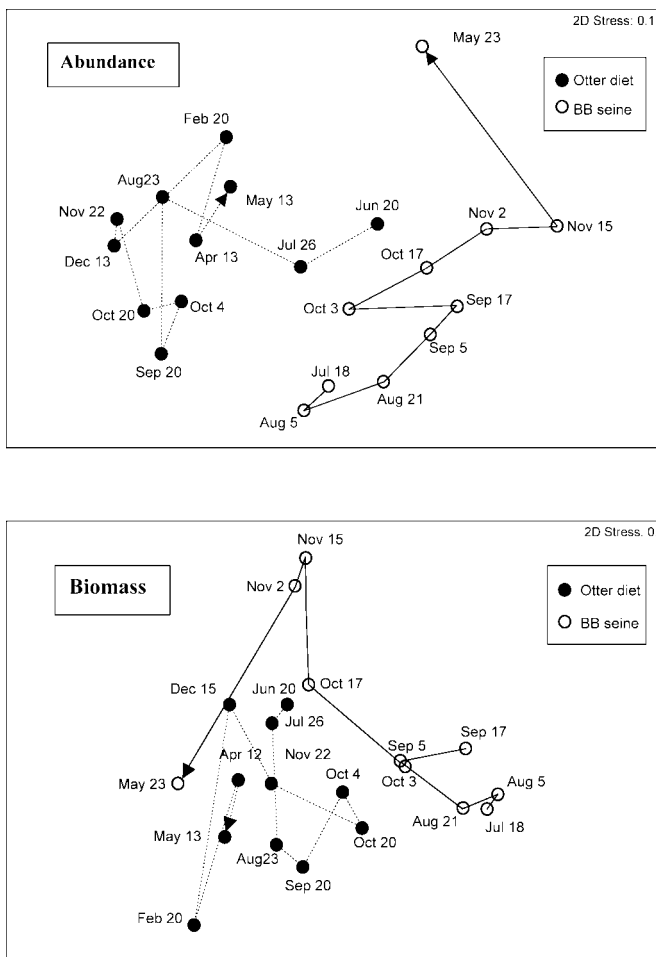 2D Stress: 0.1
Abundance
May 23
Otter diet
BB seine
Feb 20
Aug23
May 13
Nov 22
Jun 20
Nov 2
Nov 15
Dec 13
Apr 13
Jul 26
Oct 17
Oct 20
Oct 4
Oct 3
Sep 17
Sep 20
Sep 5
Jul 18
Aug 5
Aug 21
2D Stress. 0
Biomass
Nov 15
Nov 2
Otter diet
BB seine
Dec 15
Jun 20
Oct 17
Jul 26
Sep 17
Apr 12
Nov 22
Sep 5
May 23
Oct 4
Oct 3
Aug 5
May 13
Aug 21
Jul 18
Aug23
Oct 20
Sep 20
Feb 20